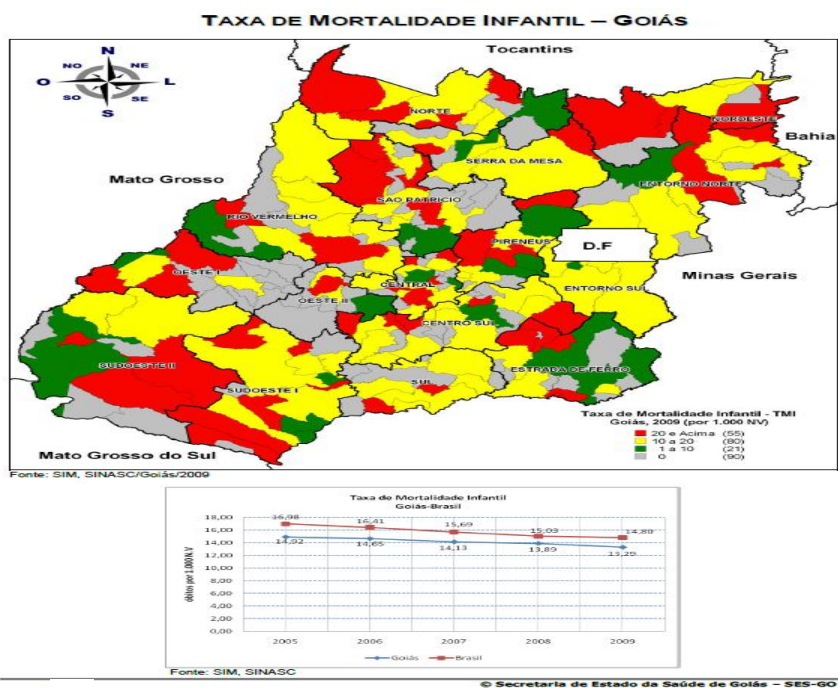 TAXA DE MORTALIDADE INFANTIL – GOIÁS
Tocantins
N
NO NE
O L
SO SE
S
NORTE
NORDESTE
Bahia
SERRA DA MESA
Mato Grosso
ENTORNO NORTE
SÃO PATRICIO
RIO VERMELHO
PIRENEUS
D.F
OESTE I
Minas Gerais
CENTRAL
ENTORNO SUL
OESTE II
CENTRO SUL
SUDOESTE II
ESTRADA DE FERRO
SUL
SUDOESTE I
Taxa de Mortalidade Infantil - TMI
Goiás, 2009 (por 1.000 NV)
20 e Acima (55)
10 a 20 (80)
1 a 10 (21)
0 (90)
Mato Grosso do Sul
Fonte: SIM, SINASC/Goiás/2009
Taxa de Mortalidade Infantil
Goiás-Brasil
óbitos por 1.000 N.V
18,00
16,00
14,00
12,00
10,00
8,00
6,00
4,00
2,00
0,00
16,98 16,41 15,69 15,03 14,80
14,92 14,65 14,13 13,89 13,29
2005 2006 2007 2008 2009
Goiás Brasil
Fonte: SIM, SINASC
© Secretaria de Estado da Saúde de Goiás – SES-GO